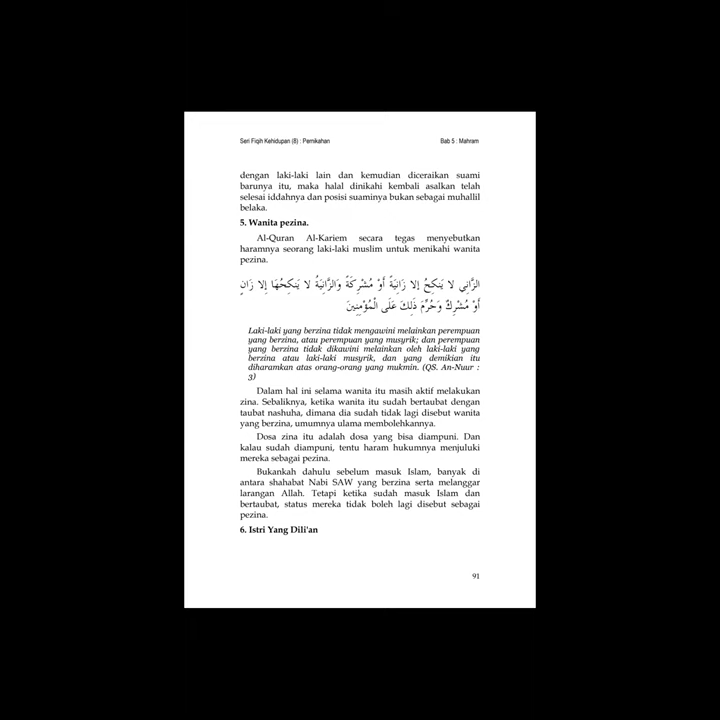 Seri Fiqih Kehidupan (8) : Pernikahan Bab 5 : Mahram
dengan laki-laki lain dan kemudian diceraikan suami
barunya itu, maka halal dinikahi kembali asalkan telah
selesai iddahnya dan posisi suaminya bukan sebagai muhallil
belaka.
5. Wanita pezina.
Al-Quran Al-Kariem secara tegas menyebutkan
haramnya seorang laki-laki muslim untuk menikahi wanita
pezina.
الزَّانِي لا يَنكِحُ إلا زَانِيَةً أَوْ مُشْرِكَةً وَالزَّانِيَةُ لا يَنكِحُهَا إلا زَانٍ
أَوْ مُشْرِكٌ وَحُرِّمَ ذَلِكَ عَلَى الْمُؤْمِنِينَ
Laki-laki yang berzina tidak mengawini melainkan perempuan
yang berzina, atau perempuan yang musyrik; dan perempuan
yang berzina tidak dikawini melainkan oleh laki-laki yang
berzina atau laki-laki musyrik, dan yang demikian itu
diharamkan atas orang-orang yang mukmin. (QS. An-Nuur :
3)
Dalam hal ini selama wanita itu masih aktif melakukan
zina. Sebaliknya, ketika wanita itu sudah bertaubat dengan
taubat nashuha, dimana dia sudah tidak lagi disebut wanita
yang berzina, umumnya ulama membolehkannya.
Dosa zina itu adalah dosa yang bisa diampuni. Dan
kalau sudah diampuni, tentu haram hukumnya menjuluki
mereka sebagai pezina.
Bukankah dahulu sebelum masuk Islam, banyak di
antara shahabat Nabi SAW yang berzina serta melanggar
larangan Allah. Tetapi ketika sudah masuk Islam dan
bertaubat, status mereka tidak boleh lagi disebut sebagai
pezina.
6. Istri Yang Dili'an
91